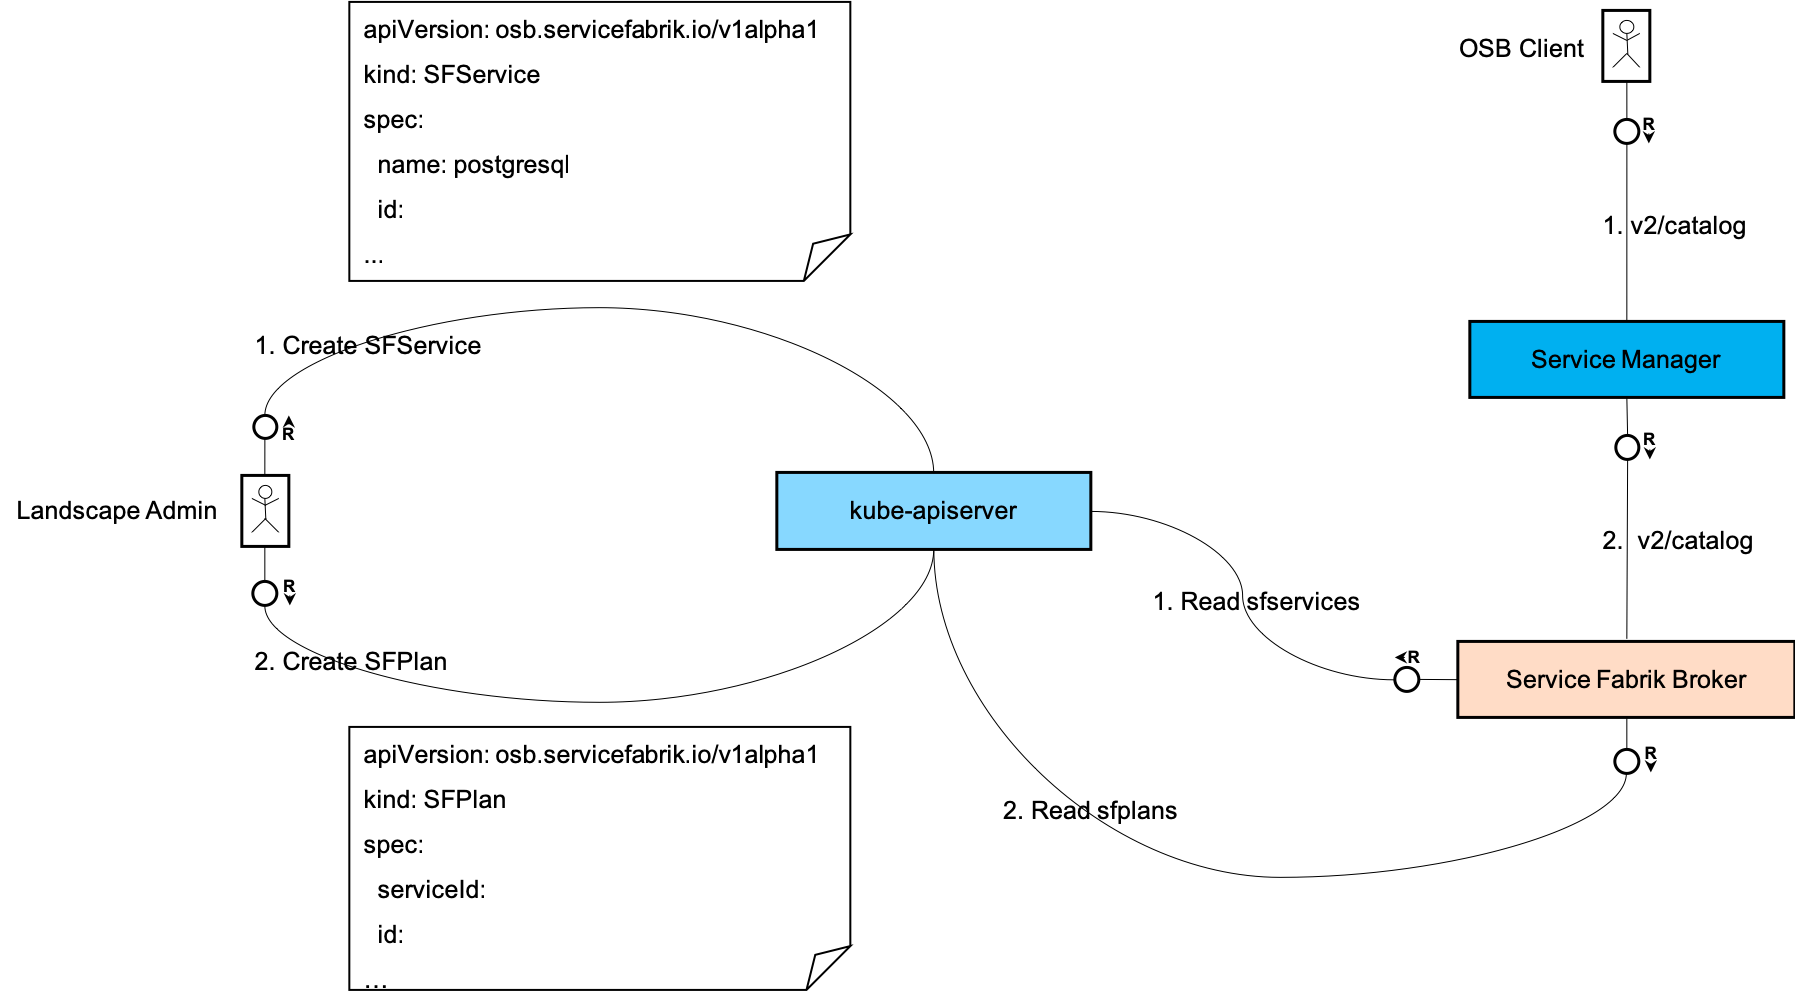 apiVersion: osb.servicefabrik.io/v1alpha1
kind: SFService
spec:
name: postgresql
id:
...
OSB Client
R
1. v2/catalog
Service Manager
R
2. v2/catalog
1. Create SFService
R
Landscape Admin
R
2. Create SFPlan
kube-apiserver
1. Read sfservices
R
Service Fabrik Broker
R
2. Read sfplans
apiVersion: osb.servicefabrik.io/v1alpha1
kind: SFPlan
spec:
serviceId:
id:
...